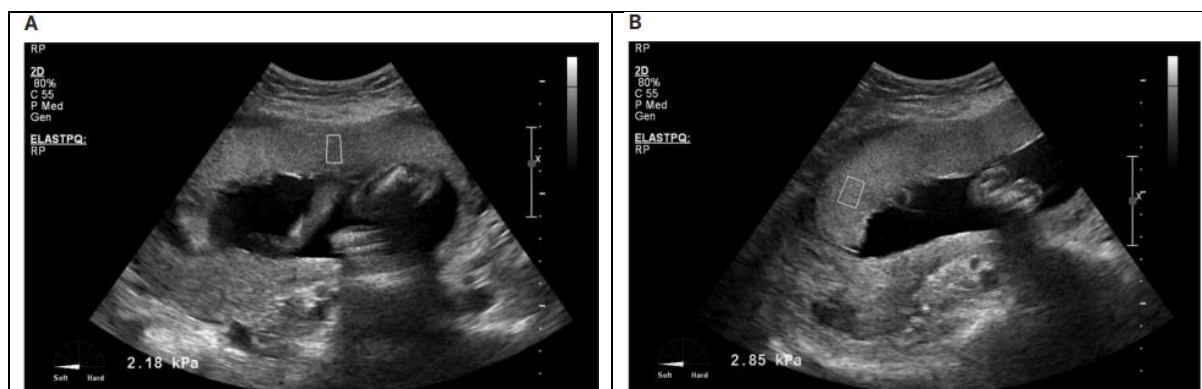 A
RP
2D
80%
C 55
P Med
Gen
ELASTPQ:
RP
X
2.18 kPa
Soft Hard
B
RP
2D
80%
C 55
P Med
Gen
ELASTPQ:
RP
X
2.85 kPa
Soft Hard